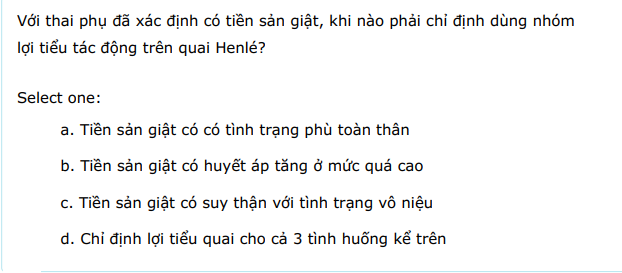 Với thai phụ đã xác định có tiền sản giật, khi nào phải chỉ định dùng nhóm
lợi tiểu tác động trên quai Henlé?
Select one:
a. Tiền sản giật có có tình trạng phù toàn thân
b. Tiền sản giật có huyết áp tăng ở mức quá cao
c. Tiền sản giật có suy thận với tình trạng vô niệu
d. Chỉ định lợi tiểu quai cho cả 3 tình huống kể trên